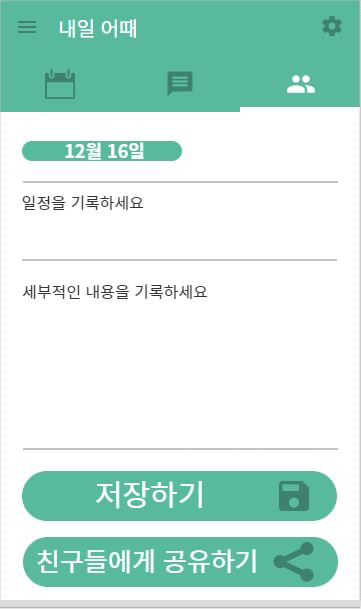 내일 어때
12월 16일
일정을 기록하세요
세부적인 내용을 기록하세요
저장하기
친구들에게 공유하기